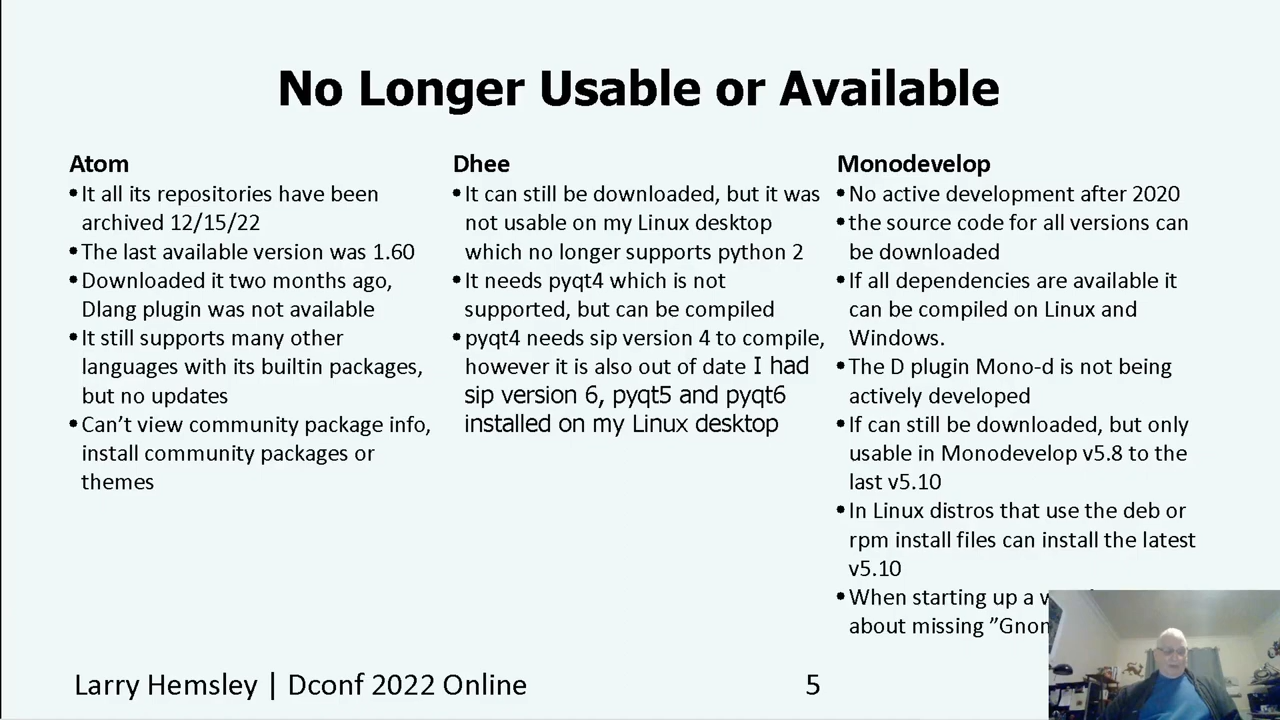 No Longer Usable or Available
Atom
•It all its repositories have been
archived 12/15/22
•The last available version was 1.60
•Downloaded it two months ago,
Dlang plugin was not available
•It still supports many other
languages with its builtin packages,
but no updates
•Can’t view community package info,
install community packages or
themes
Dhee
•It can still be downloaded, but it was
not usable on my Linux desktop
which no longer supports python 2
•It needs pyqt4 which is not
supported, but can be compiled
•pyqt4 needs sip version 4 to compile,
however it is also out of date I had
sip version 6, pyqt5 and pyqt6
installed on my Linux desktop
Monodevelop
•No active development after 2020
•the source code for all versions can
be downloaded
•If all dependencies are available it
can be compiled on Linux and
Windows.
•The D plugin Mono-d is not being
actively developed
•If can still be downloaded, but only
usable in Monodevelop v5.8 to the
last v5.10
•In Linux distros that use the deb or
rpm install files can install the latest
v5.10
•When starting up a
about missing
Larry Hemsley | Dconf 2022 Online
5